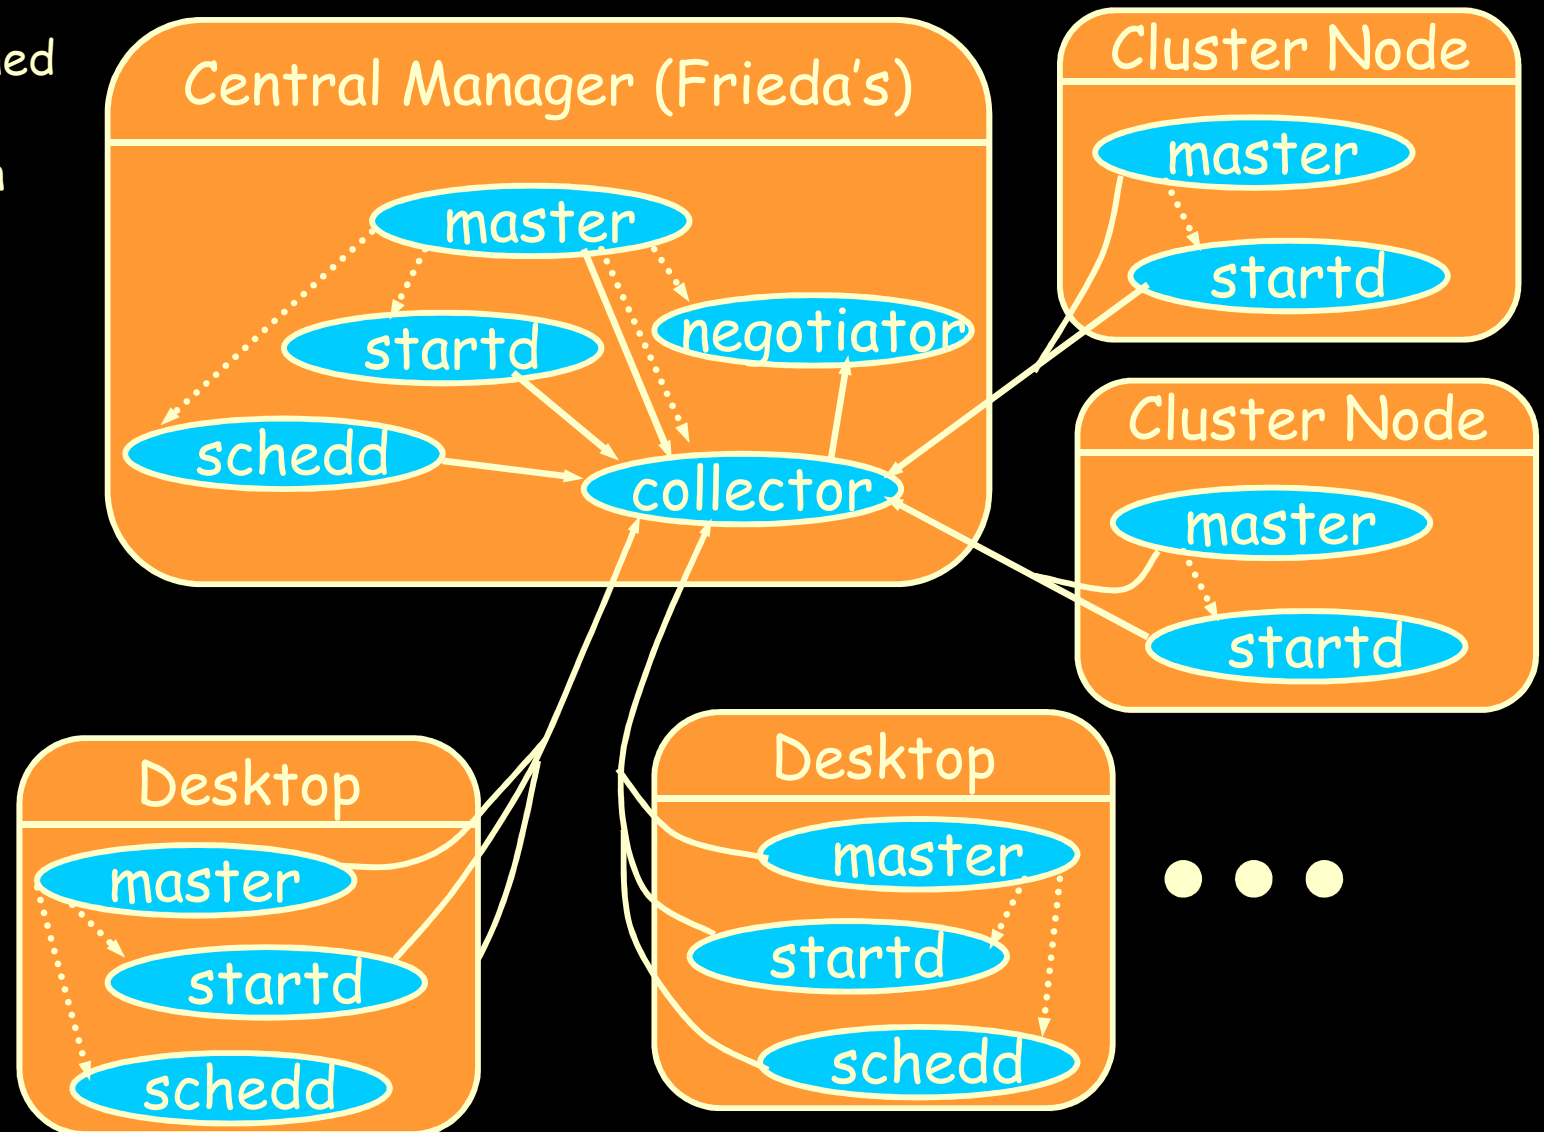 Central Manager (Frieda's)
master
startd
negotiator
schedd
collector
Cluster Node
master
startd
Cluster Node
master
startd
Desktop
master
startd
schedd
Desktop
master
startd
schedd